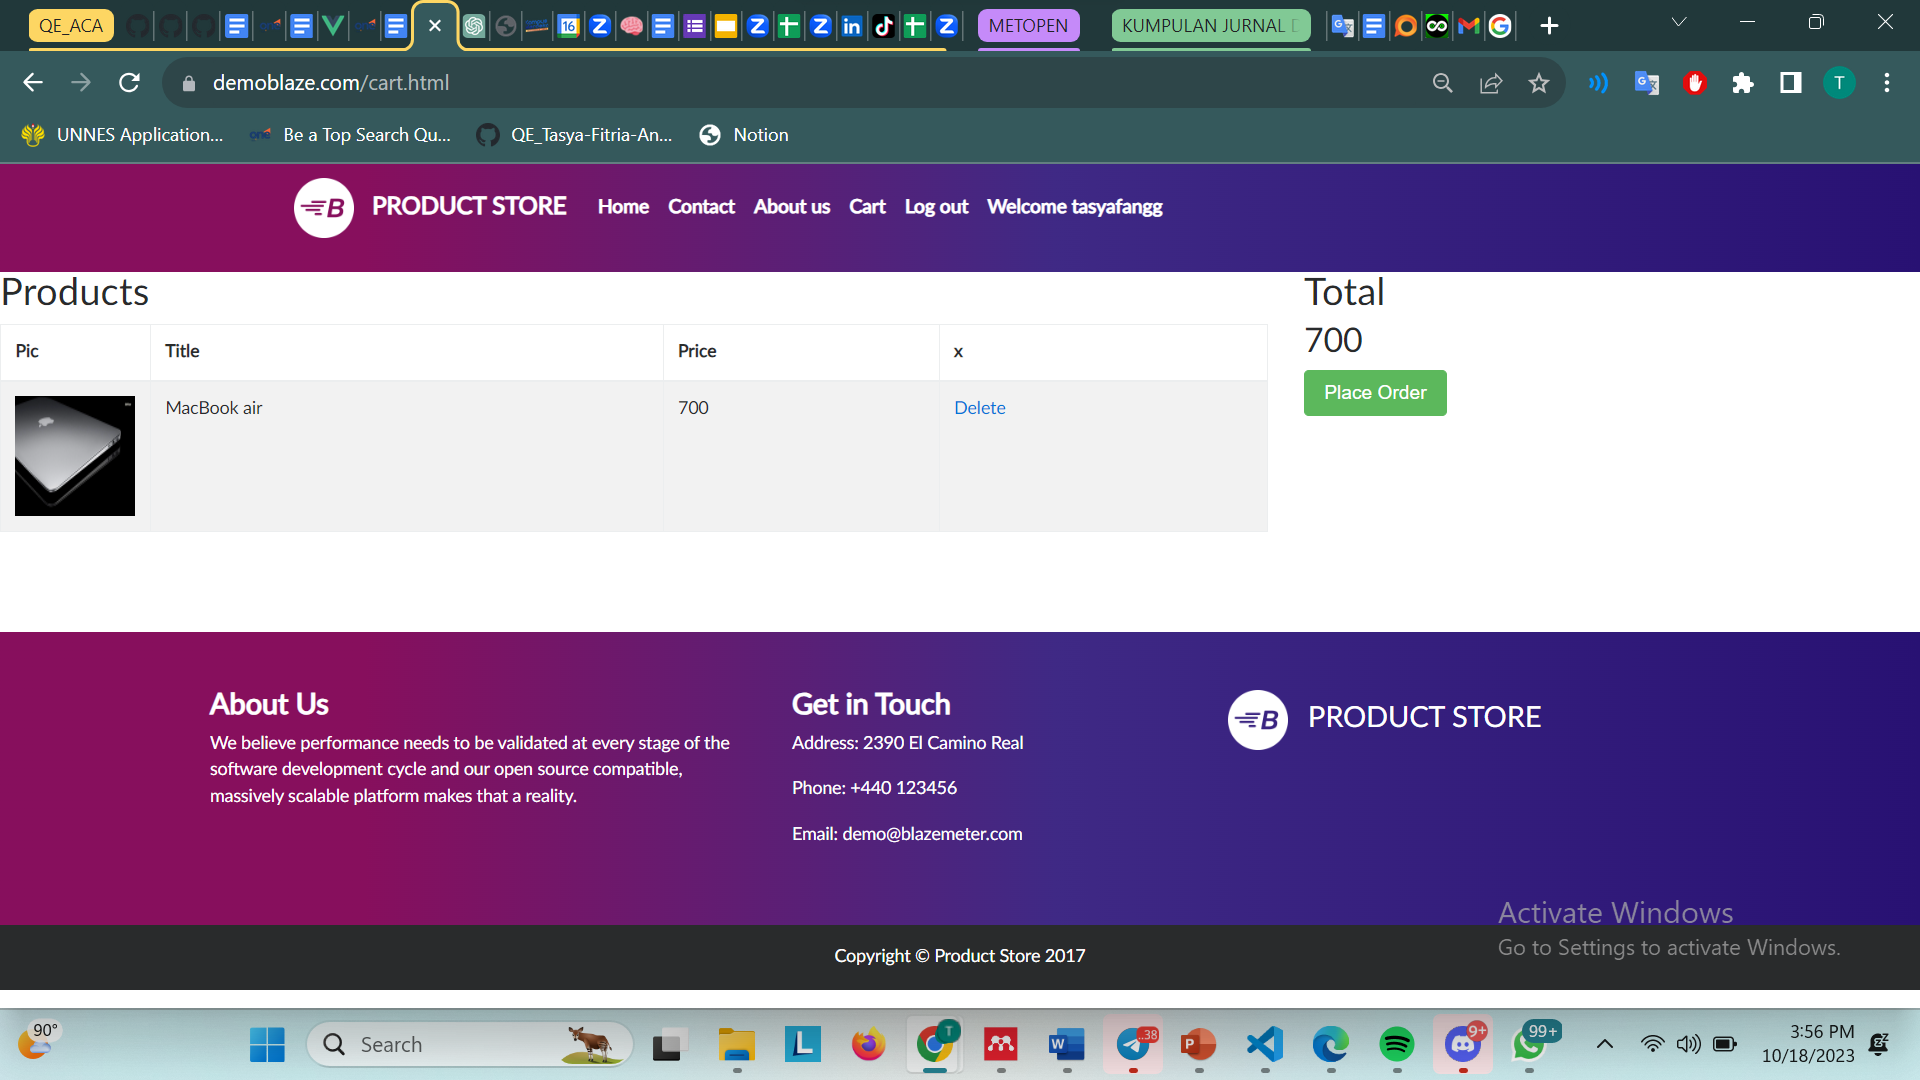 QE_ACA
16
METOPEN
KUMPULAN JURNAL
demoblaze.com/cart.html
T
UNNES Application...
one
Be a Top Search Qu...
QE_Tasya-Fitria-An...
Notion
B PRODUCT STORE Home Contact About us Cart Log out Welcome tasyafangg
Products
Total
700
Pic Title Price x
Place Order
MacBook air 700 Delete
About Us
We believe performance needs to be validated at every stage of the
software development cycle and our open source compatible,
massively scalable platform makes that a reality.
Get in Touch
Address: 2390 El Camino Real
Phone: +440 123456
Email: demo@blazemeter.com
B PRODUCT STORE
Activate Windows
Go to Settings to activate Windows.
Copyright © Product Store 2017
90°
Search
L
T
W
..38
P
9+
99+
3:56 PM
10/18/2023